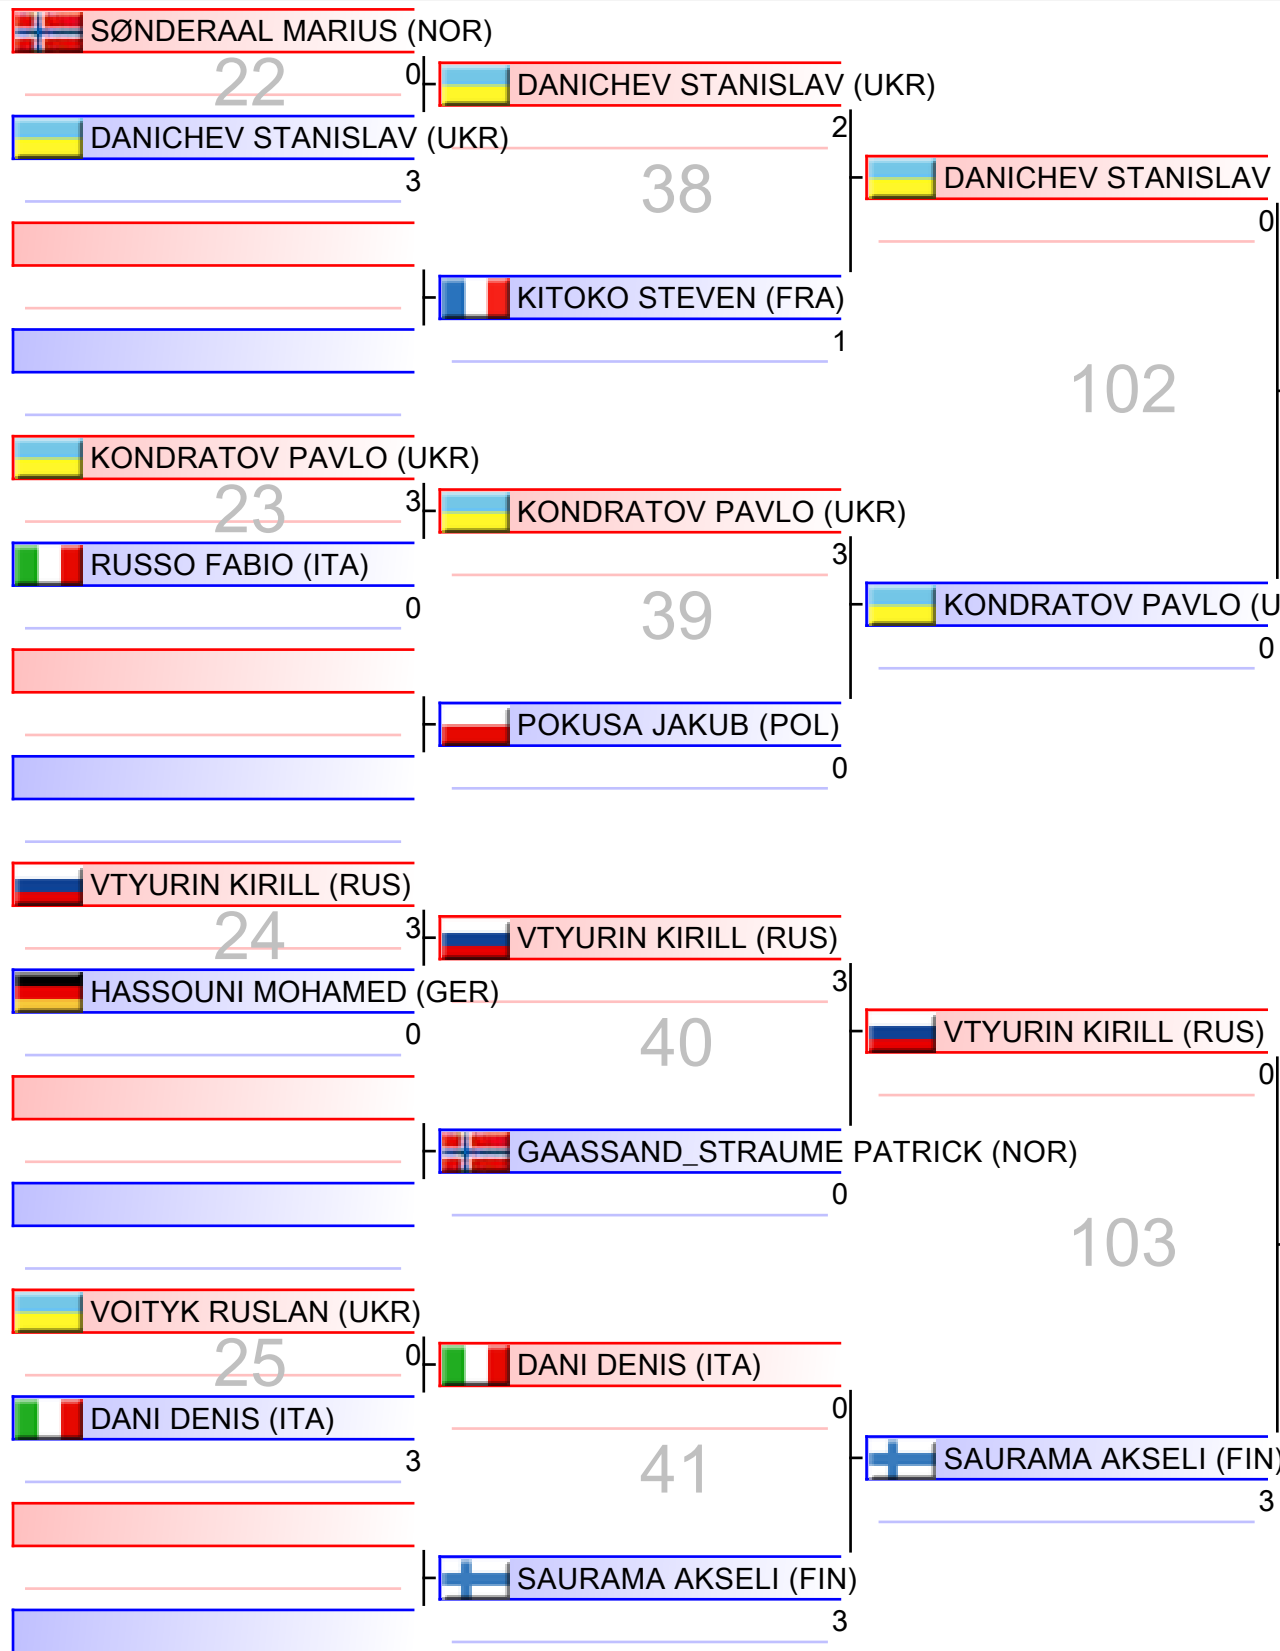 SØNDERAAL MARIUS (NOR)
22
0
DANICHEV STANISLAV (UKR)
3
KONDRATOV PAVLO (UKR)
23
3
RUSSO FABIO (ITA)
0
VTYURIN KIRILL (RUS)
24
3
HASSOUNI MOHAMED (GER)
0
VOITYK RUSLAN (UKR)
25
0
DANI DENIS (ITA)
3
DANICHEV STANISLAV (UKR)
2
38
KITOKO STEVEN (FRA)
1
KONDRATOV PAVLO (UKR)
3
39
POKUSA JAKUB (POL)
0
VTYURIN KIRILL (RUS)
3
40
GAASSAND_STRAUME PATRICK (NOR)
0
DANI DENIS (ITA)
0
41
SAURAMA AKSELI (FIN)
3
DANICHEV STANISLAV
0
102
KONDRATOV PAVLO (U
0
VTYURIN KIRILL (RUS)
0
103
SAURAMA AKSELI (FIN)
3